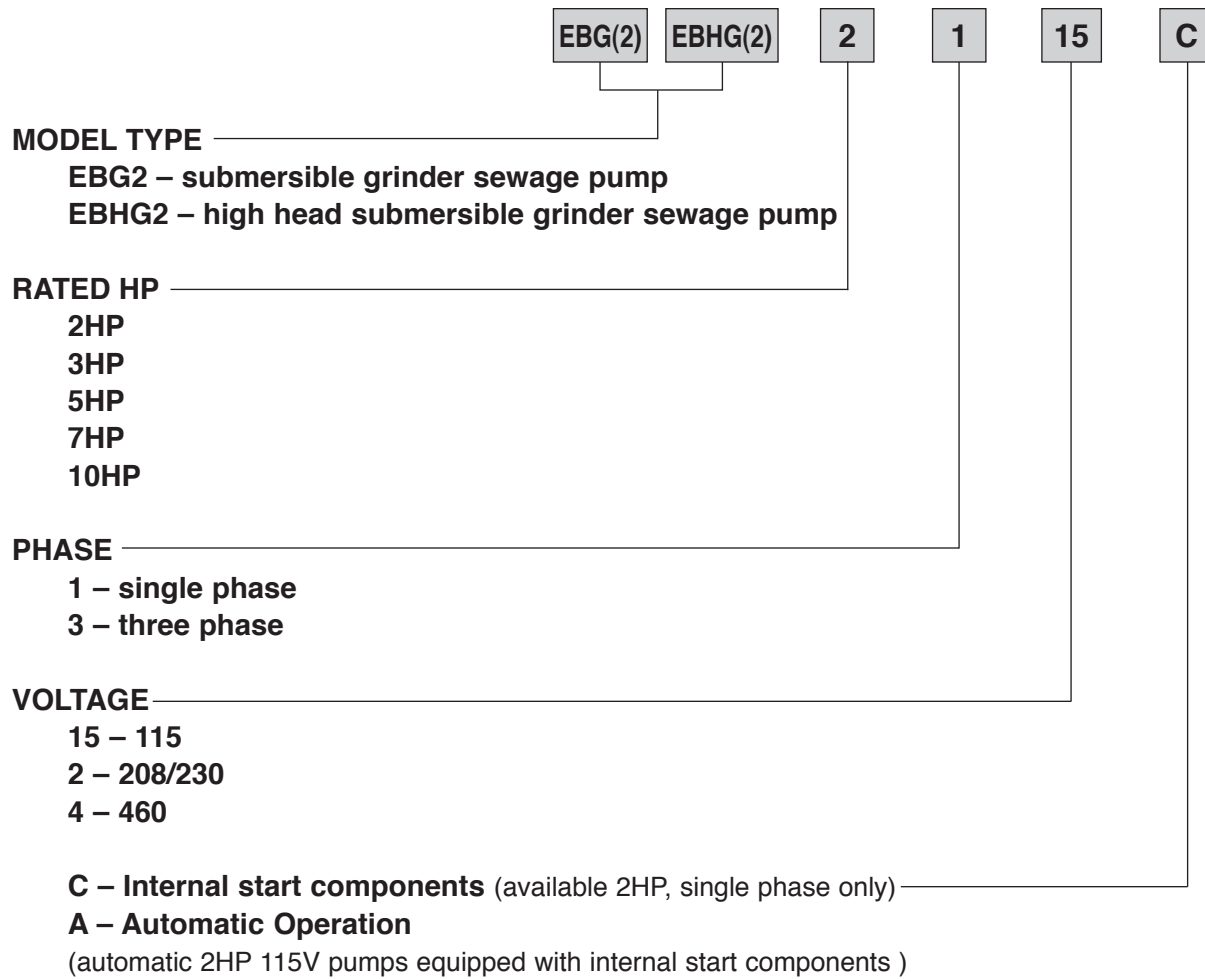 EBG(2) EBHG(2) 2 1 15 C
MODEL TYPE
EBG2 – submersible grinder sewage pump
EBHG2 – high head submersible grinder sewage pump
RATED HP
2HP
3HP
5HP
7HP
10HP
PHASE
1 – single phase
3 – three phase
VOLTAGE
15 – 115
2 – 208/230
4 – 460
C – Internal start components (available 2HP, single phase only)
A – Automatic Operation
(automatic 2HP 115V pumps equipped with internal start components )